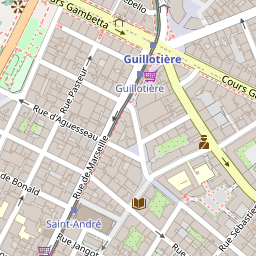 Cours Gambetta
Guillotière
Rue Pasteur
Guillotière
Cours G
Rue d'Aguesseau
Rue de Marseille
de Bonald
Saint-André
Rue Jangot
Rue Sébastie